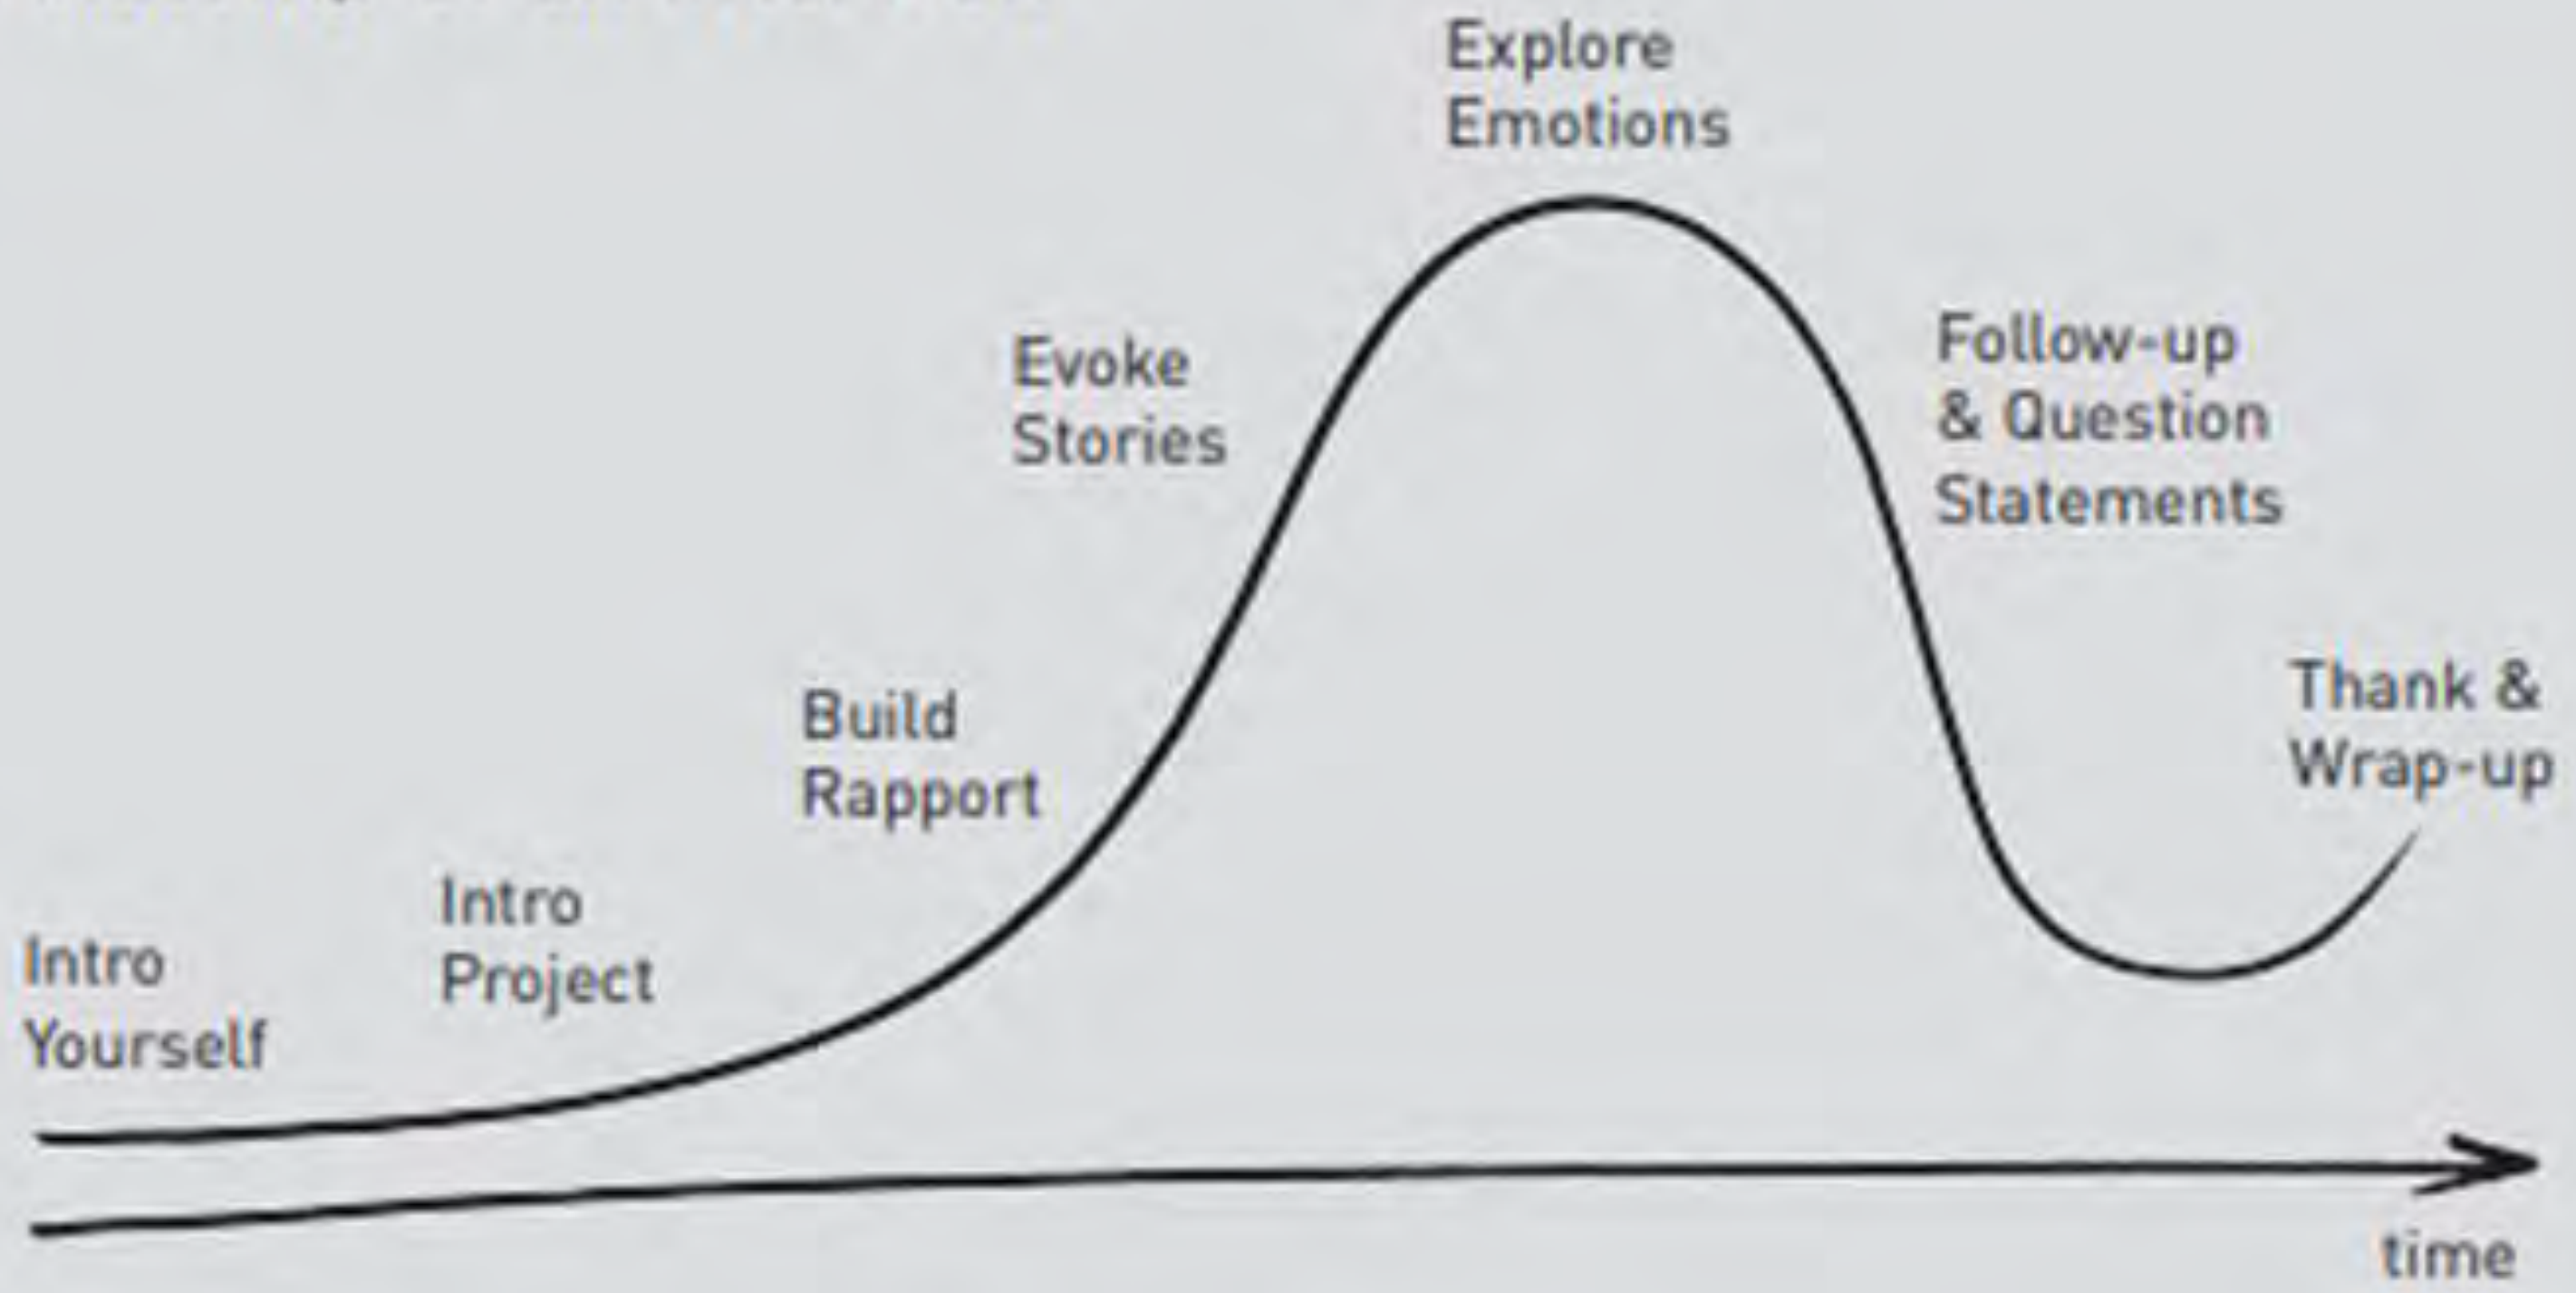 Intro
Yourself
Intro
Project
Build
Rapport
Evoke
Stories
Explore
Emotions
Follow-up
& Question
Statements
Thank &
Wrap-up
time